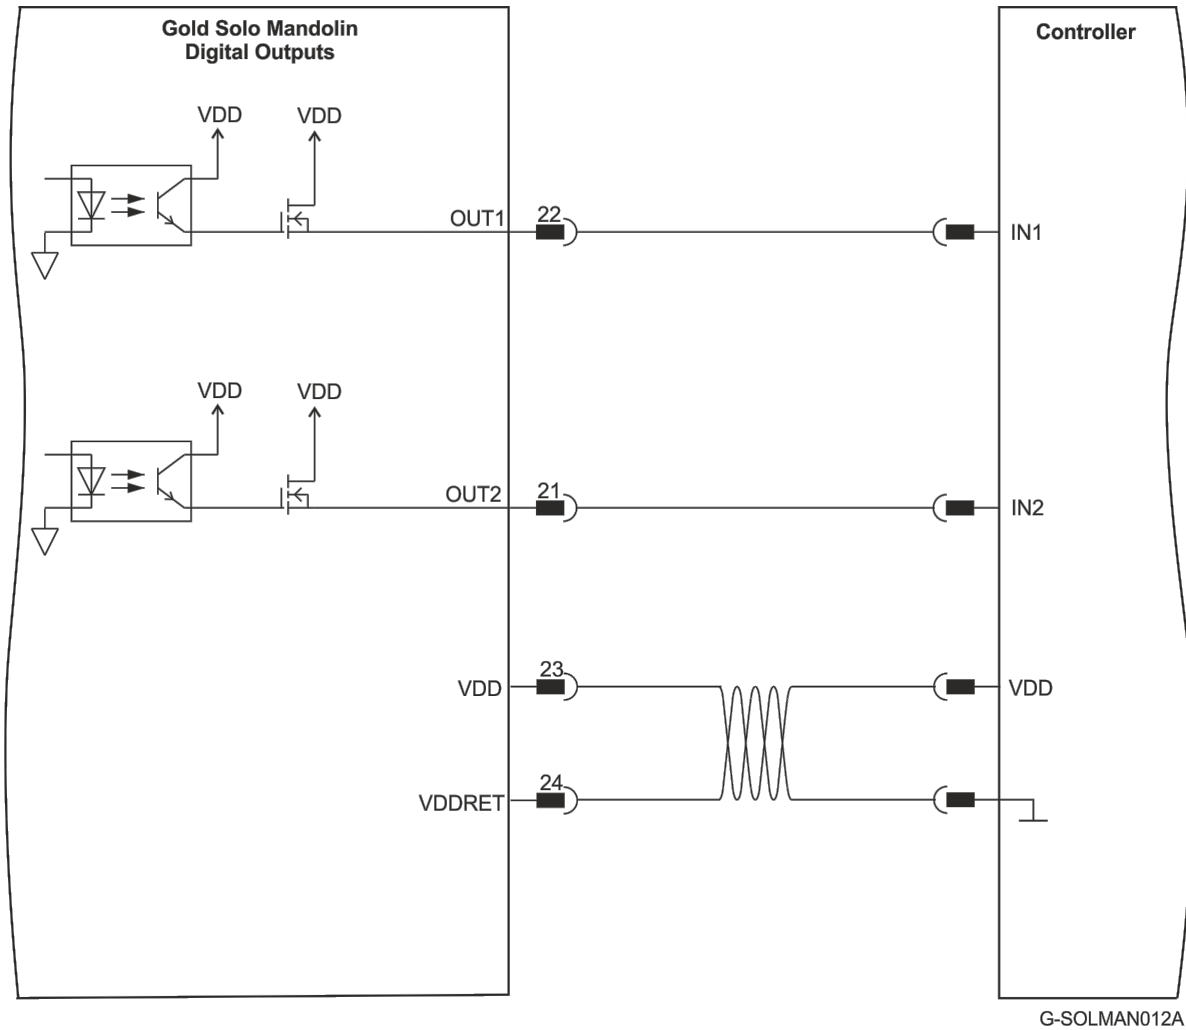 Gold Solo Mandolin
Digital Outputs
Controller
VDD
VDD
OUT1
22
IN1
VDD
VDD
OUT2
21
IN2
VDD
23
VDD
VDDRET
24
G-SOLMAN012A